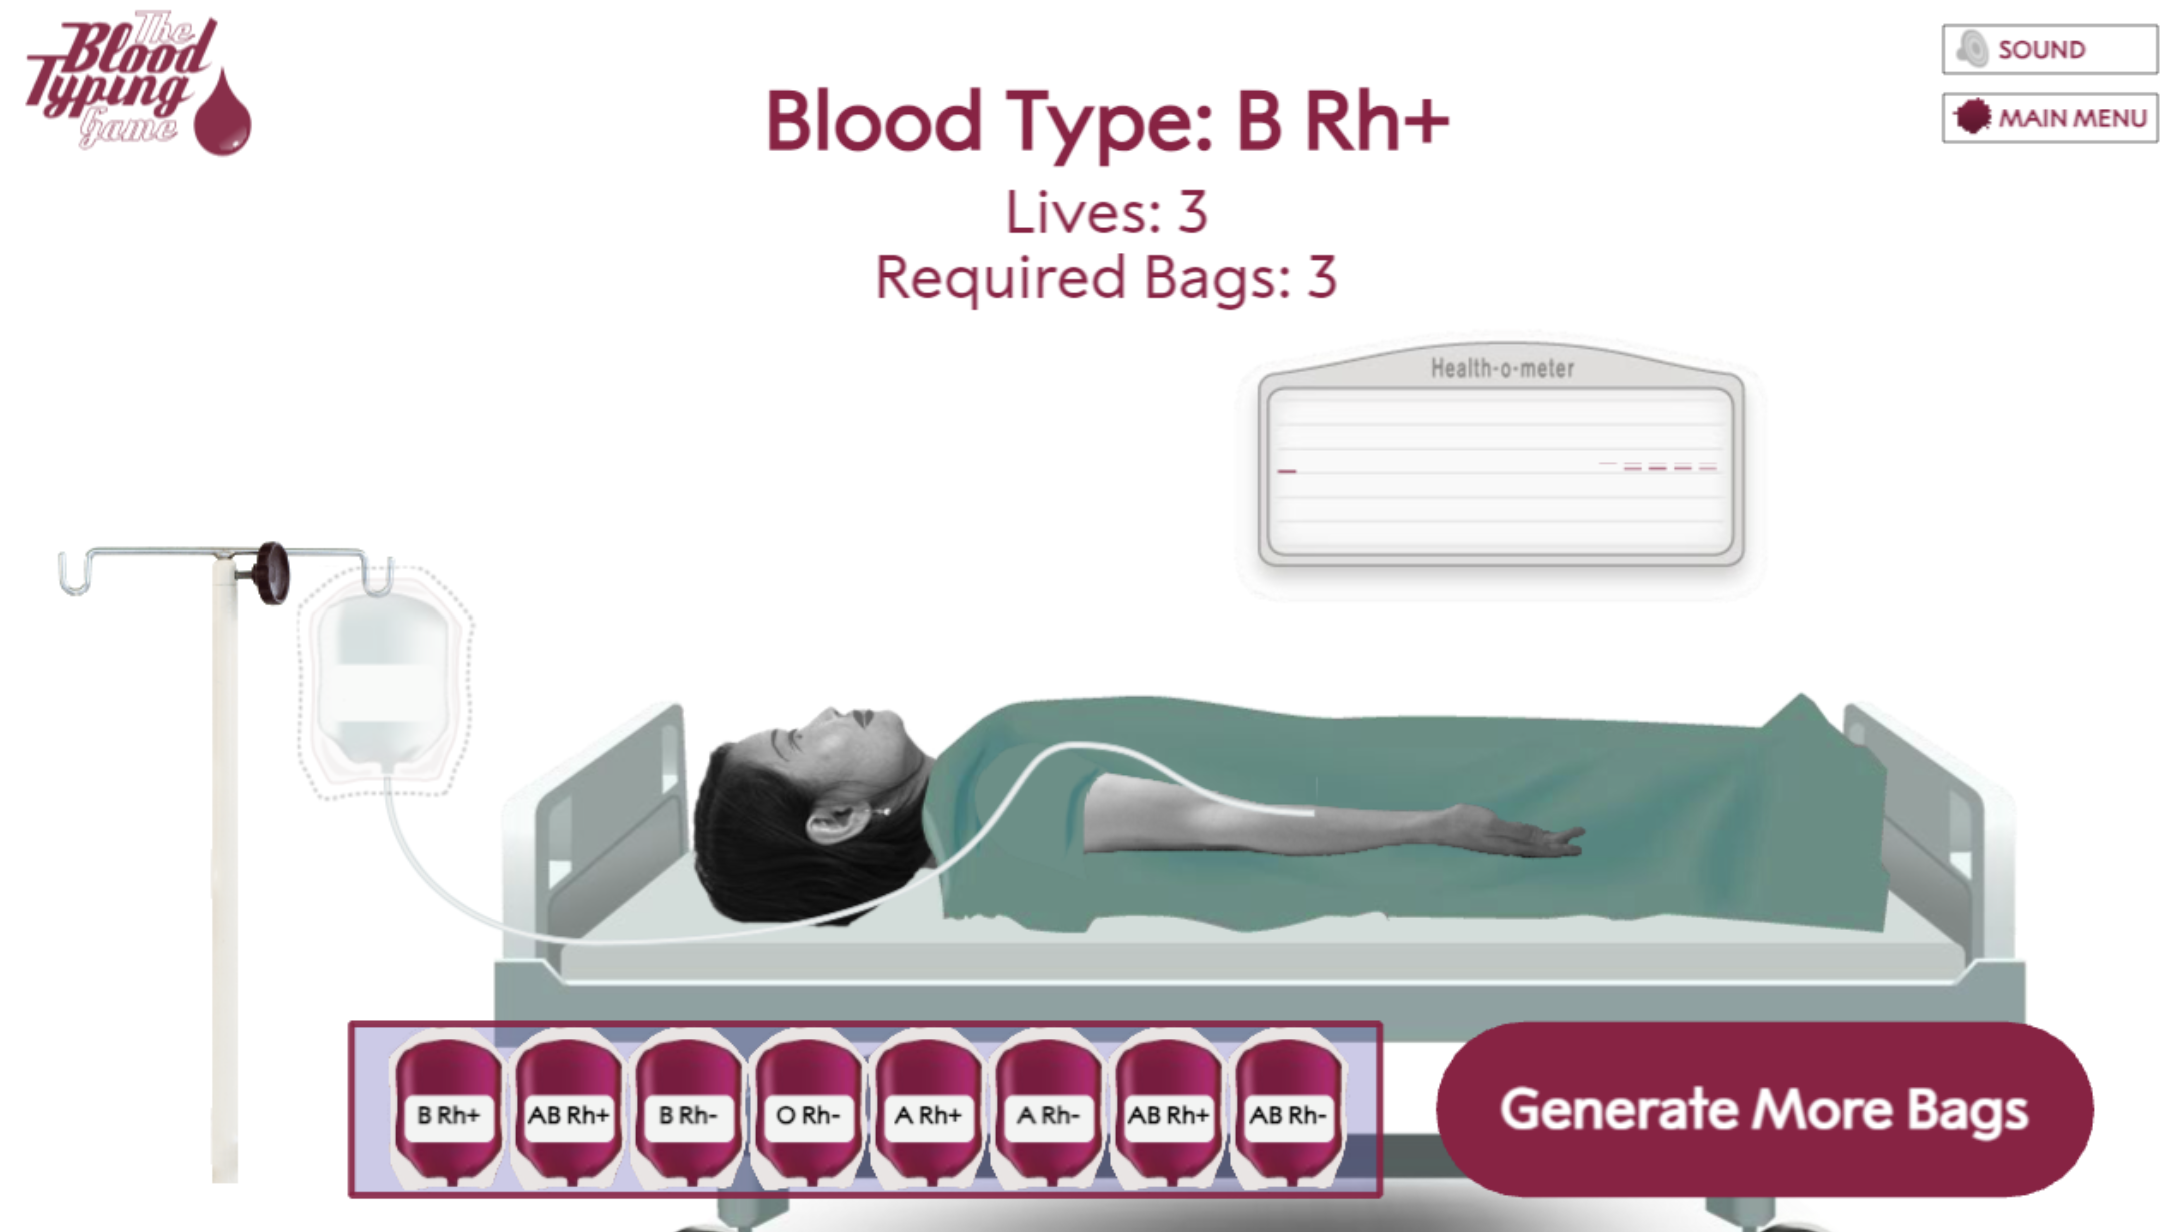 The
Blood
Typing
Game
SOUND
MAIN MENU
Blood Type: B Rh+
Lives: 3
Required Bags: 3
Health-o-meter
B Rh+
AB Rh+
B Rh-
O Rh-
A Rh+
A Rh-
AB Rh+
AB Rh-
Generate More Bags